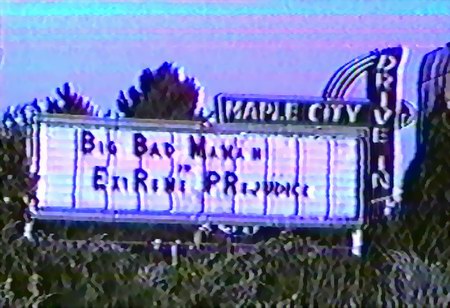 MAPLE CITY
DRIVE IN
BIG BAD MAMA II
EXTREME PREJUDICE